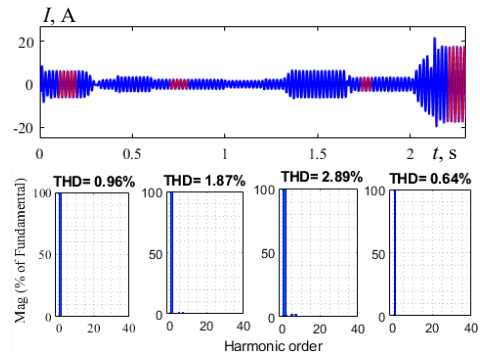 I, A
20
0
-20
0 0.5 1 1.5 2 t, s
THD= 0.96% 1.87% THD= 2.89% THD= 0.64%
Mag (% of Fundamental)
100 100 100 100
50 50 50 50
0 0 0 0
0 20 40 0 20 40 0 20 40 0 20 40
Harmonic order